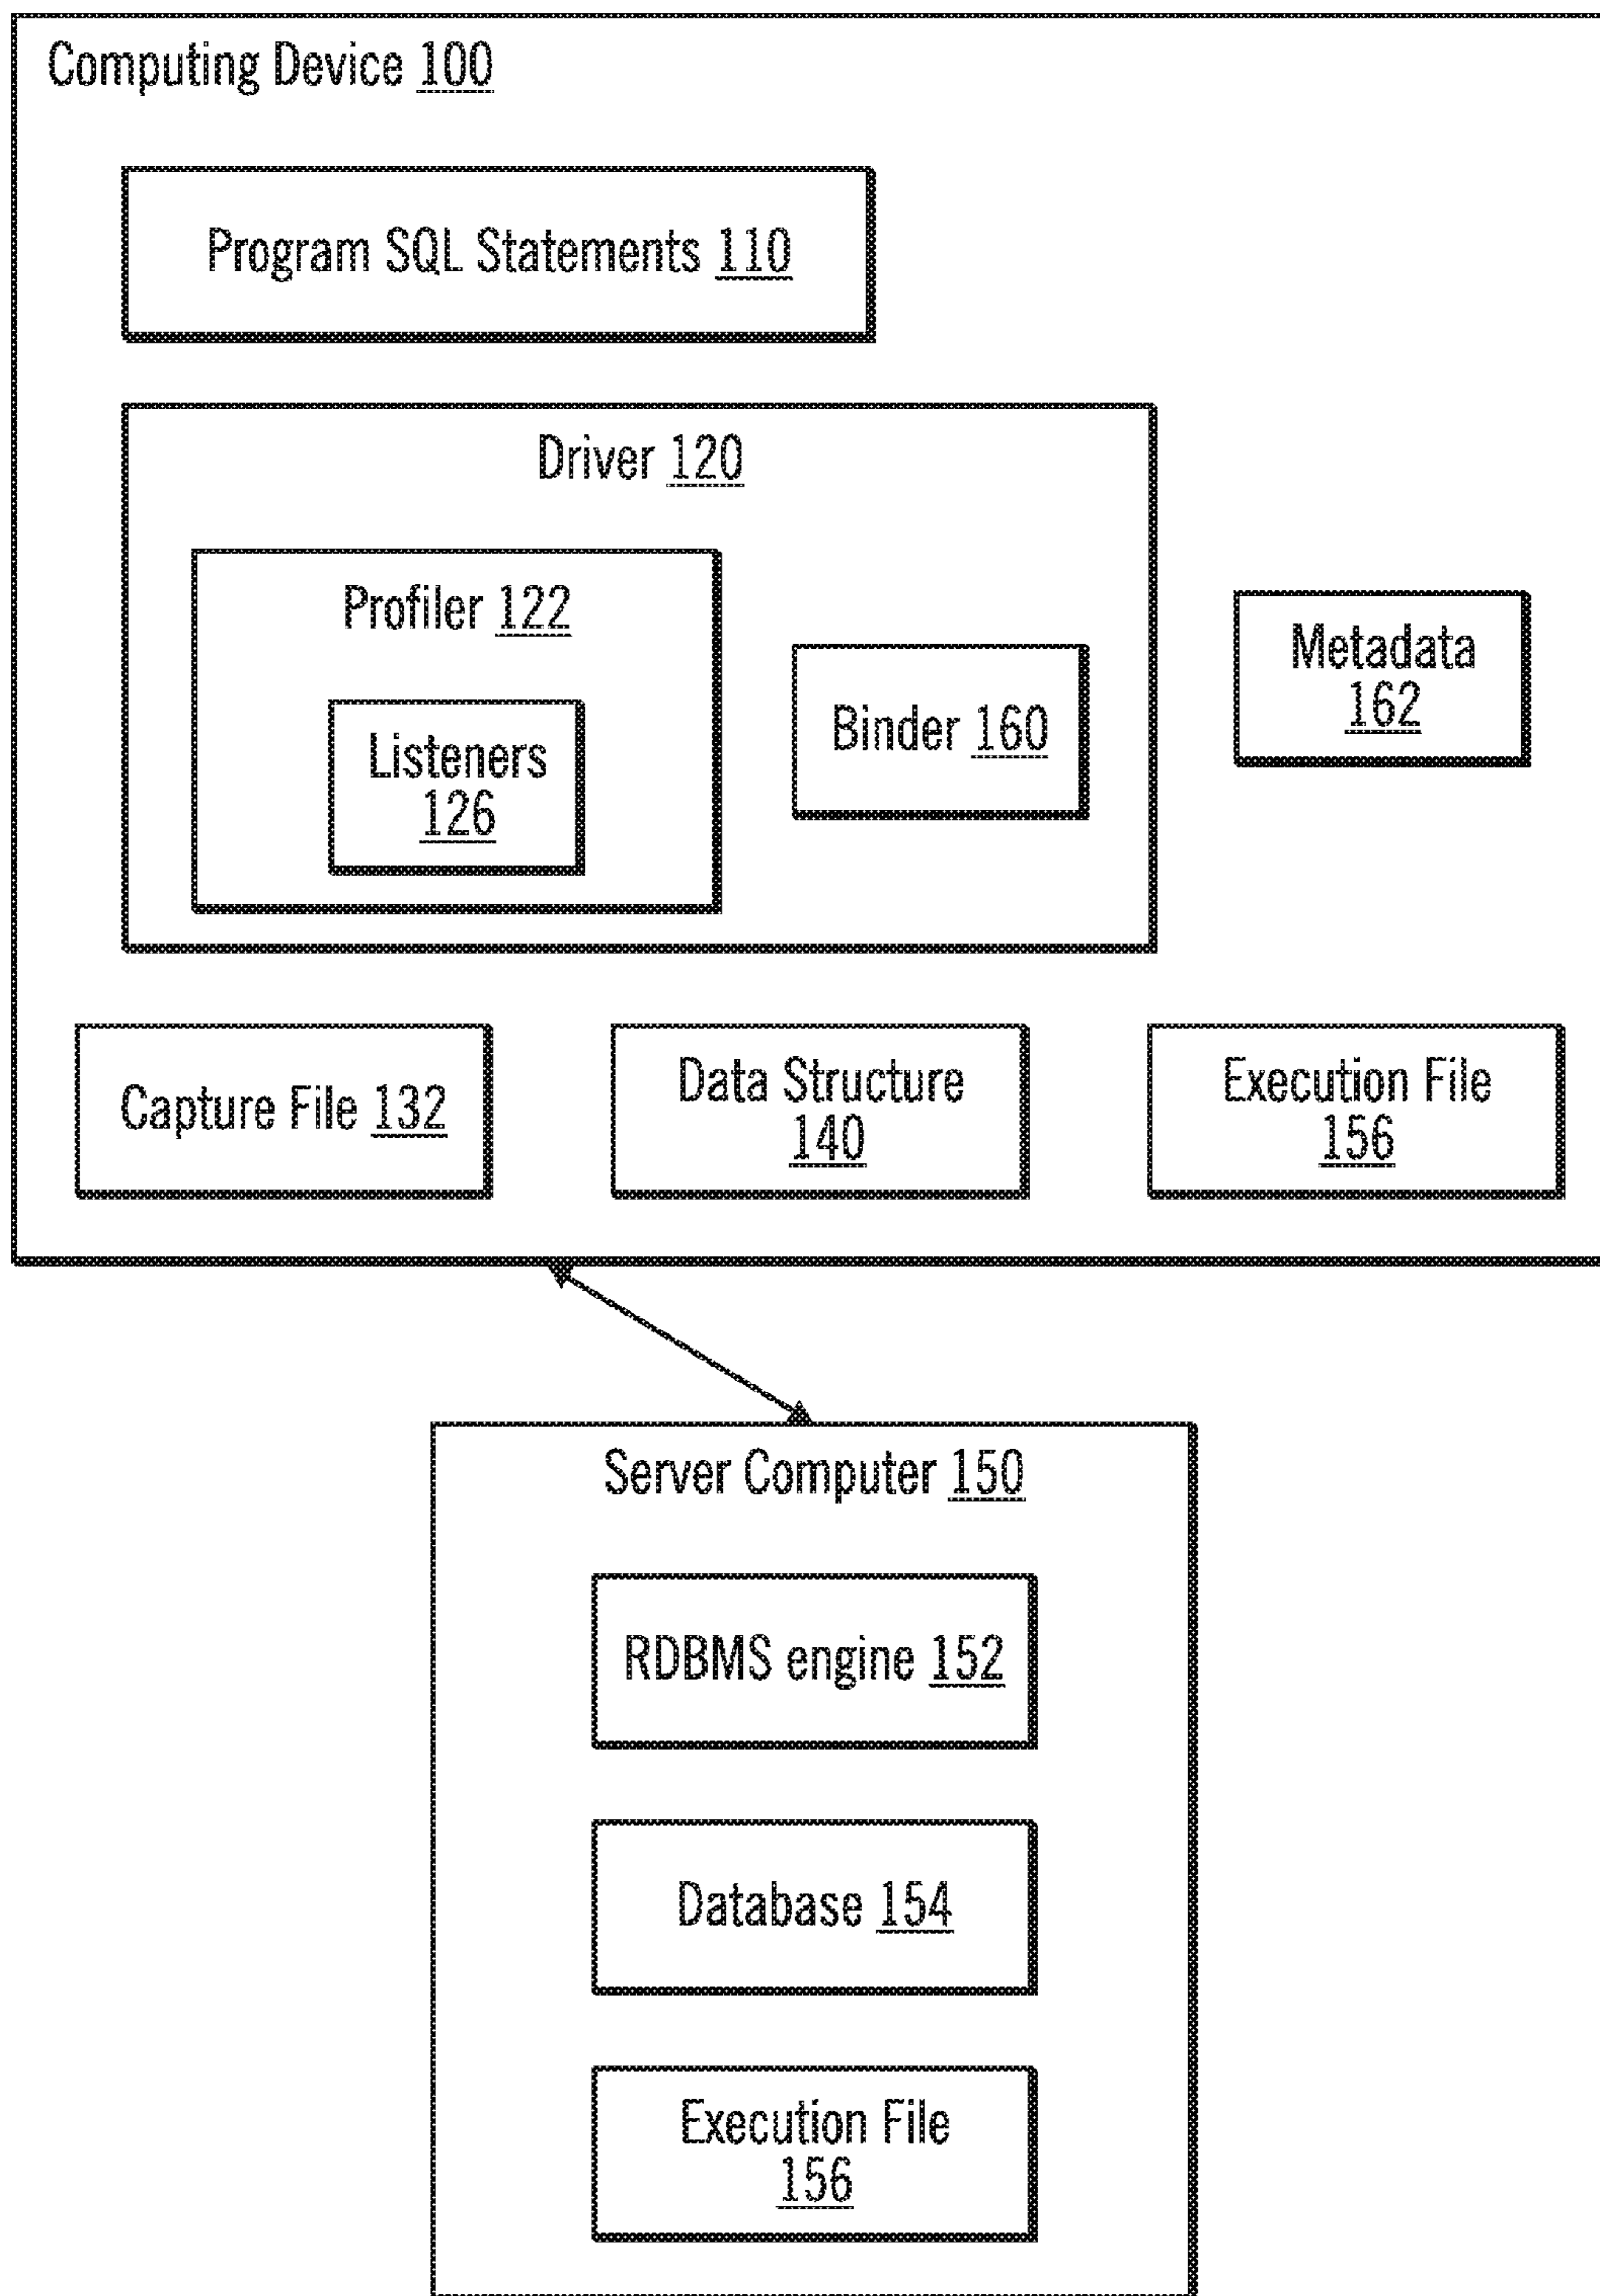 Computing Device 100
Program SQL Statements 110
Driver 120
Profiler 122
Listeners
126
Binder 160
Metadata
162
Capture File 132
Data Structure
140
Execution File
156
Server Computer 150
RDBMS engine 152
Database 154
Execution File
156